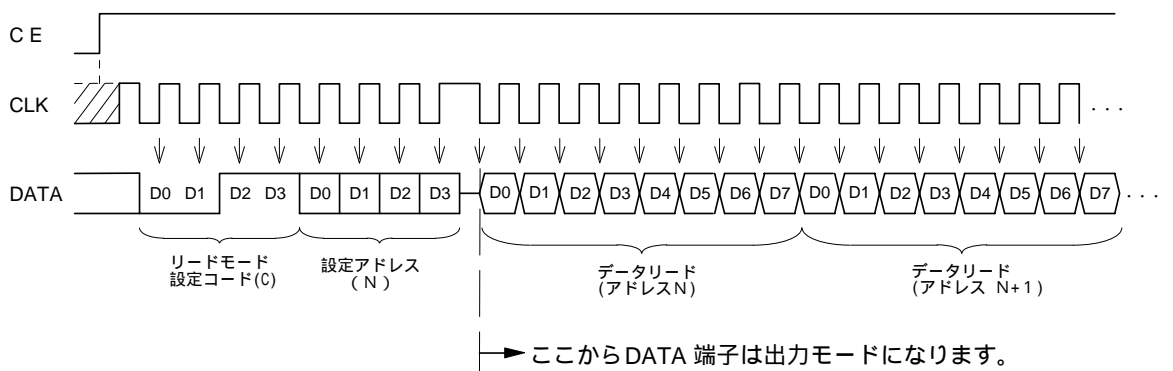 C E
CLK
. . .
DATA D0 D1 D2 D3 D0 D1 D2 D3 D0 D1 D2 D3 D4 D5 D6 D7 D0 D1 D2 D3 D4 D5 D6 D7 . . .
リードモード
設定コード(C)
設定アドレス
(N)
データリード
(アドレスN)
データリード
(アドレス N+1)
ここからDATA 端子は出力モードになります。